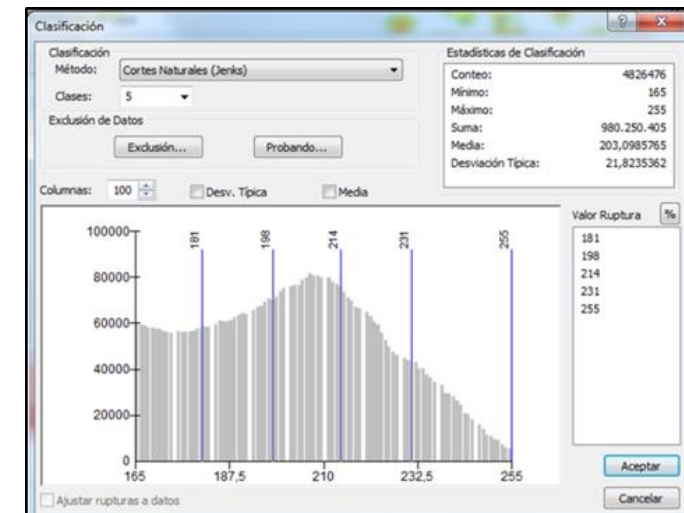 Clasificación
Clasificación
Método: Cortes Naturales (Jenks)
Clases: 5
Exclusión de Datos
Exclusión... Probando...
Estadísticas de Clasificación
Conteo: 4826476
Mínimo: 165
Máximo: 255
Suma: 980.250.405
Media: 203,0985765
Desviación Típica: 21,8235362
Columnas: 100 Desv. Típica Media
Valor Ruptura %
181
198
214
231
255
100000
80000
60000
40000
20000
0
181 198 214 231 255
165 187,5 210 232,5 255
Ajustar rupturas a datos
Aceptar
Cancelar